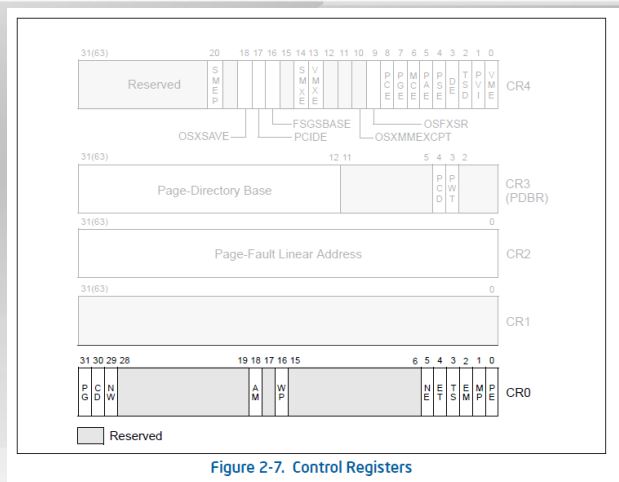 31(63) 20 18 17 16 15 14 13 12 11 10 9 8 7 6 5 4 3 2 1 0
Reserved SMEP SMXE VMXE PCE PGE MCE PAE PSE DE TSD PVI VME CR4
FSGSBASE OSFXSR
OSXSAVE PCIDE OSXMMEXCPT
31(63) 12 11 5 4 3 2
Page-Directory Base PCD PWT CR3
(PDBR)
31(63) 0
Page-Fault Linear Address CR2
31(63) 0
CR1
31 30 29 28 19 18 17 16 15 6 5 4 3 2 1 0
PG CD NW AM WP NE ET TS EM MP PE CR0
Reserved
Figure 2-7. Control Registers